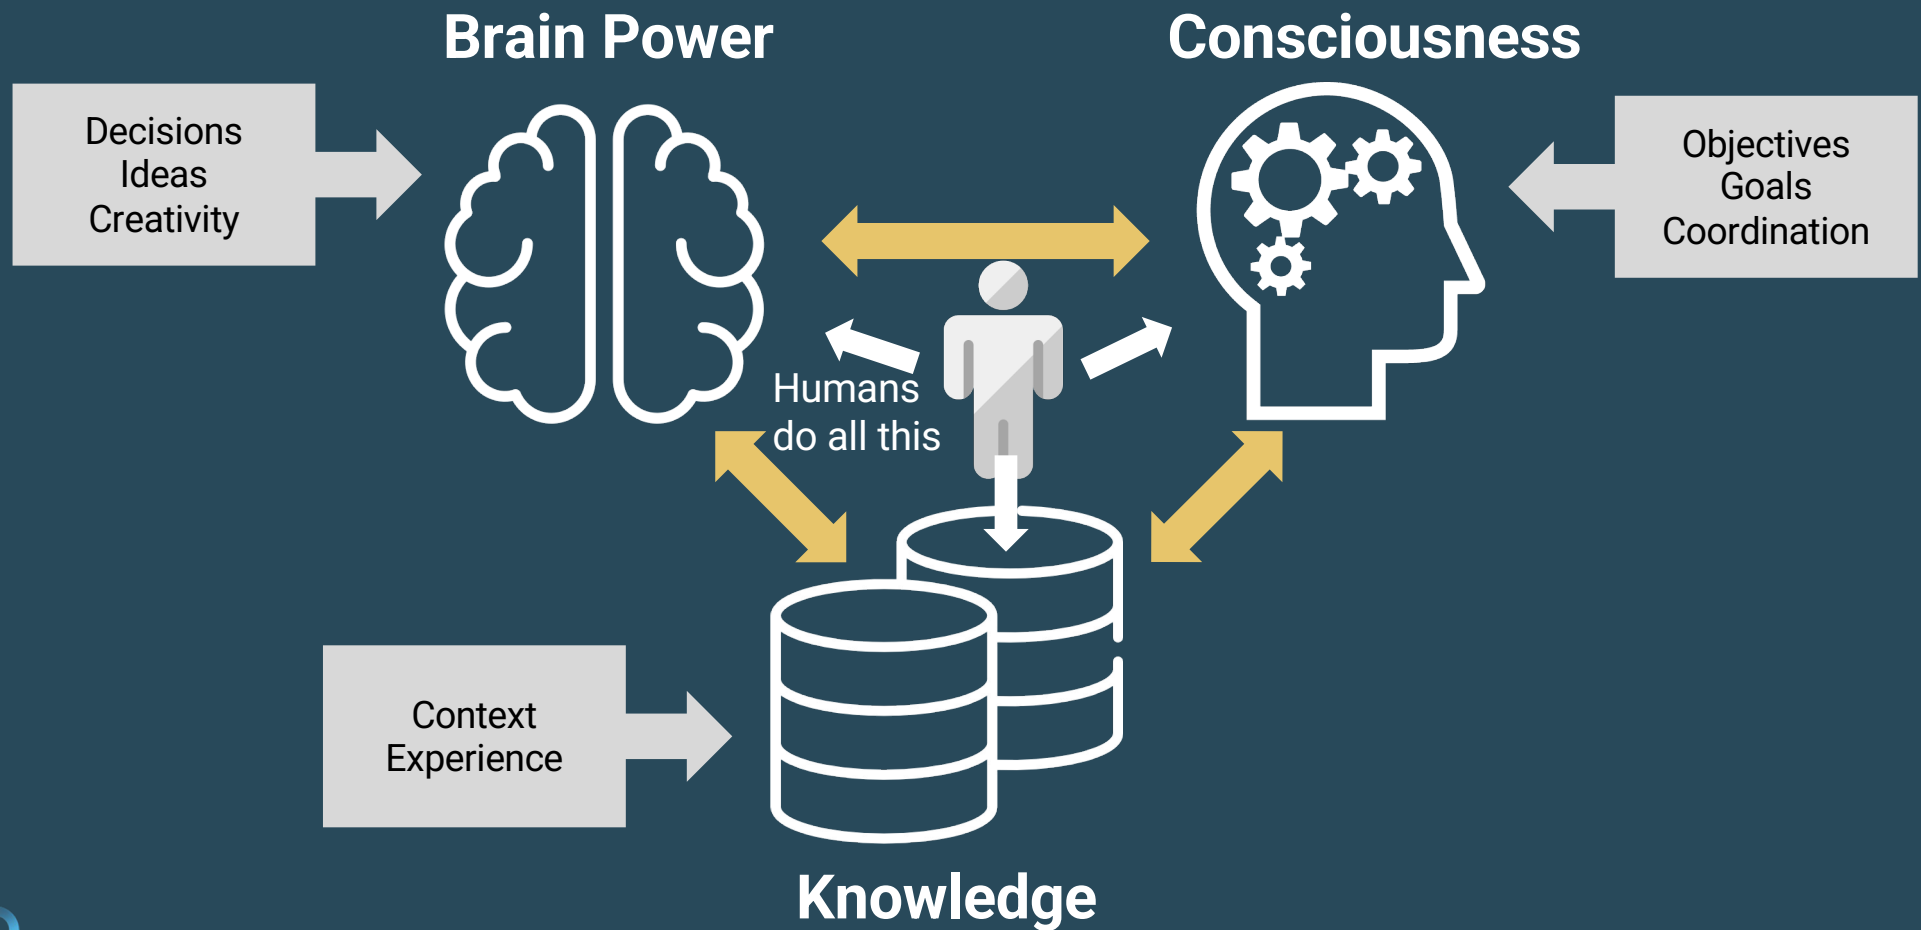 Brain Power
Consciousness
Decisions
Ideas
Creativity
Objectives
Goals
Coordination
Humans
do all this
Context
Experience
Knowledge